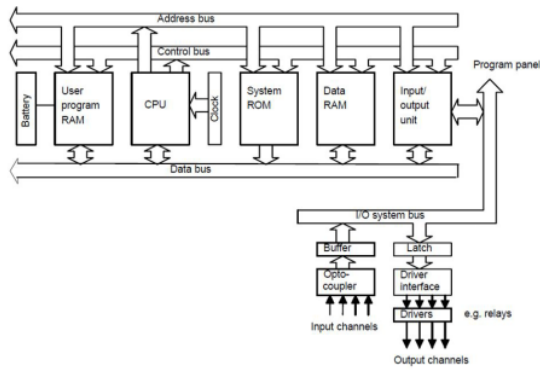 Address bus
Control bus
Program panel
Battery
User
program
RAM
CPU
Clock
System
ROM
Data
RAM
Input/
output
unit
Data bus
I/O system bus
Buffer
Latch
Opto-
coupler
Driver
interface
Drivers
e.g. relays
Input channels
Output channels